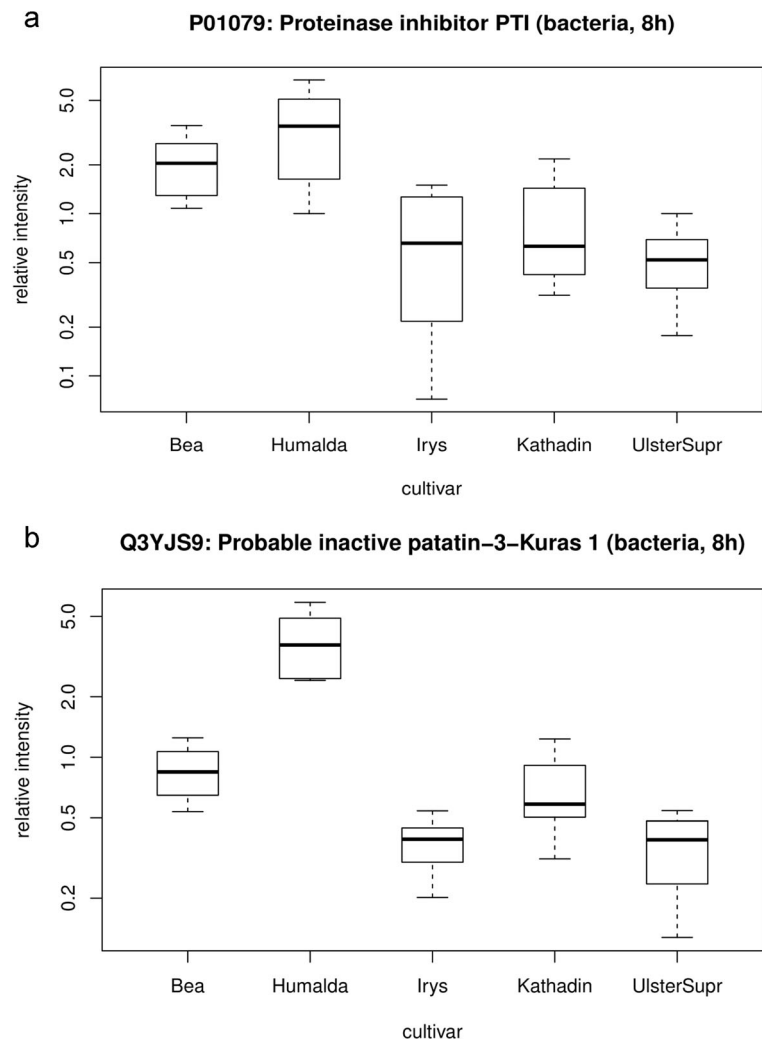 a
P01079: Proteinase inhibitor PTI (bacteria, 8h)
relative intensity
5.0
2.0
1.0
0.5
0.2
0.1
Bea Humalda Irys Kathadin UlsterSupr
cultivar
b
Q3YJS9: Probable inactive patatin−3−Kuras 1 (bacteria, 8h)
relative intensity
5.0
2.0
1.0
0.5
0.2
Bea Humalda Irys Kathadin UlsterSupr
cultivar